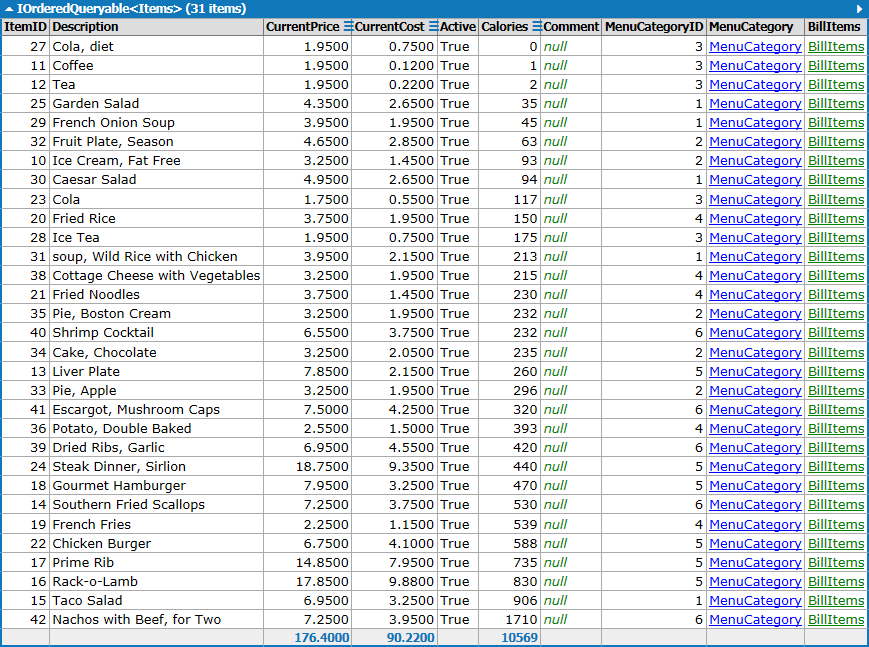 IOrderedQueryable<Items> (31 items)
ItemID Description CurrentPrice CurrentCost Active Calories Comment MenuCategoryID MenuCategory BillItems
27 Cola, diet 1.9500 0.7500 True 0 null 3 MenuCategory BillItems
11 Coffee 1.9500 0.1200 True 1 null 3 MenuCategory BillItems
12 Tea 1.9500 0.2200 True 2 null 3 MenuCategory BillItems
25 Garden Salad 4.3500 2.6500 True 35 null 1 MenuCategory BillItems
29 French Onion Soup 3.9500 1.9500 True 45 null 1 MenuCategory BillItems
32 Fruit Plate, Season 4.6500 2.8500 True 63 null 2 MenuCategory BillItems
10 Ice Cream, Fat Free 3.2500 1.4500 True 93 null 2 MenuCategory BillItems
30 Caesar Salad 4.9500 2.6500 True 94 null 1 MenuCategory BillItems
23 Cola 1.7500 0.5500 True 117 null 3 MenuCategory BillItems
20 Fried Rice 3.7500 1.9500 True 150 null 4 MenuCategory BillItems
28 Ice Tea 1.9500 0.7500 True 175 null 3 MenuCategory BillItems
31 soup, Wild Rice with Chicken 3.9500 2.1500 True 213 null 1 MenuCategory BillItems
38 Cottage Cheese with Vegetables 3.2500 1.9500 True 215 null 4 MenuCategory BillItems
21 Fried Noodles 3.7500 1.4500 True 230 null 4 MenuCategory BillItems
35 Pie, Boston Cream 3.2500 1.9500 True 232 null 2 MenuCategory BillItems
40 Shrimp Cocktail 6.5500 3.7500 True 232 null 6 MenuCategory BillItems
34 Cake, Chocolate 3.2500 2.0500 True 235 null 2 MenuCategory BillItems
13 Liver Plate 7.8500 2.1500 True 260 null 5 MenuCategory BillItems
33 Pie, Apple 3.2500 1.9500 True 296 null 2 MenuCategory BillItems
41 Escargot, Mushroom Caps 7.5000 4.2500 True 320 null 6 MenuCategory BillItems
36 Potato, Double Baked 2.5500 1.5000 True 393 null 4 MenuCategory BillItems
39 Dried Ribs, Garlic 6.9500 4.5500 True 420 null 6 MenuCategory BillItems
24 Steak Dinner, Sirlion 18.7500 9.3500 True 440 null 5 MenuCategory BillItems
18 Gourmet Hamburger 7.9500 3.2500 True 470 null 5 MenuCategory BillItems
14 Southern Fried Scallops 7.2500 3.7500 True 530 null 6 MenuCategory BillItems
19 French Fries 2.2500 1.1500 True 539 null 4 MenuCategory BillItems
22 Chicken Burger 6.7500 4.1000 True 588 null 5 MenuCategory BillItems
17 Prime Rib 14.8500 7.9500 True 735 null 5 MenuCategory BillItems
16 Rack-o-Lamb 17.8500 9.8800 True 830 null 5 MenuCategory BillItems
15 Taco Salad 6.9500 3.2500 True 906 null 1 MenuCategory BillItems
42 Nachos with Beef, for Two 7.2500 3.9500 True 1710 null 6 MenuCategory BillItems
176.4000 90.2200 10569